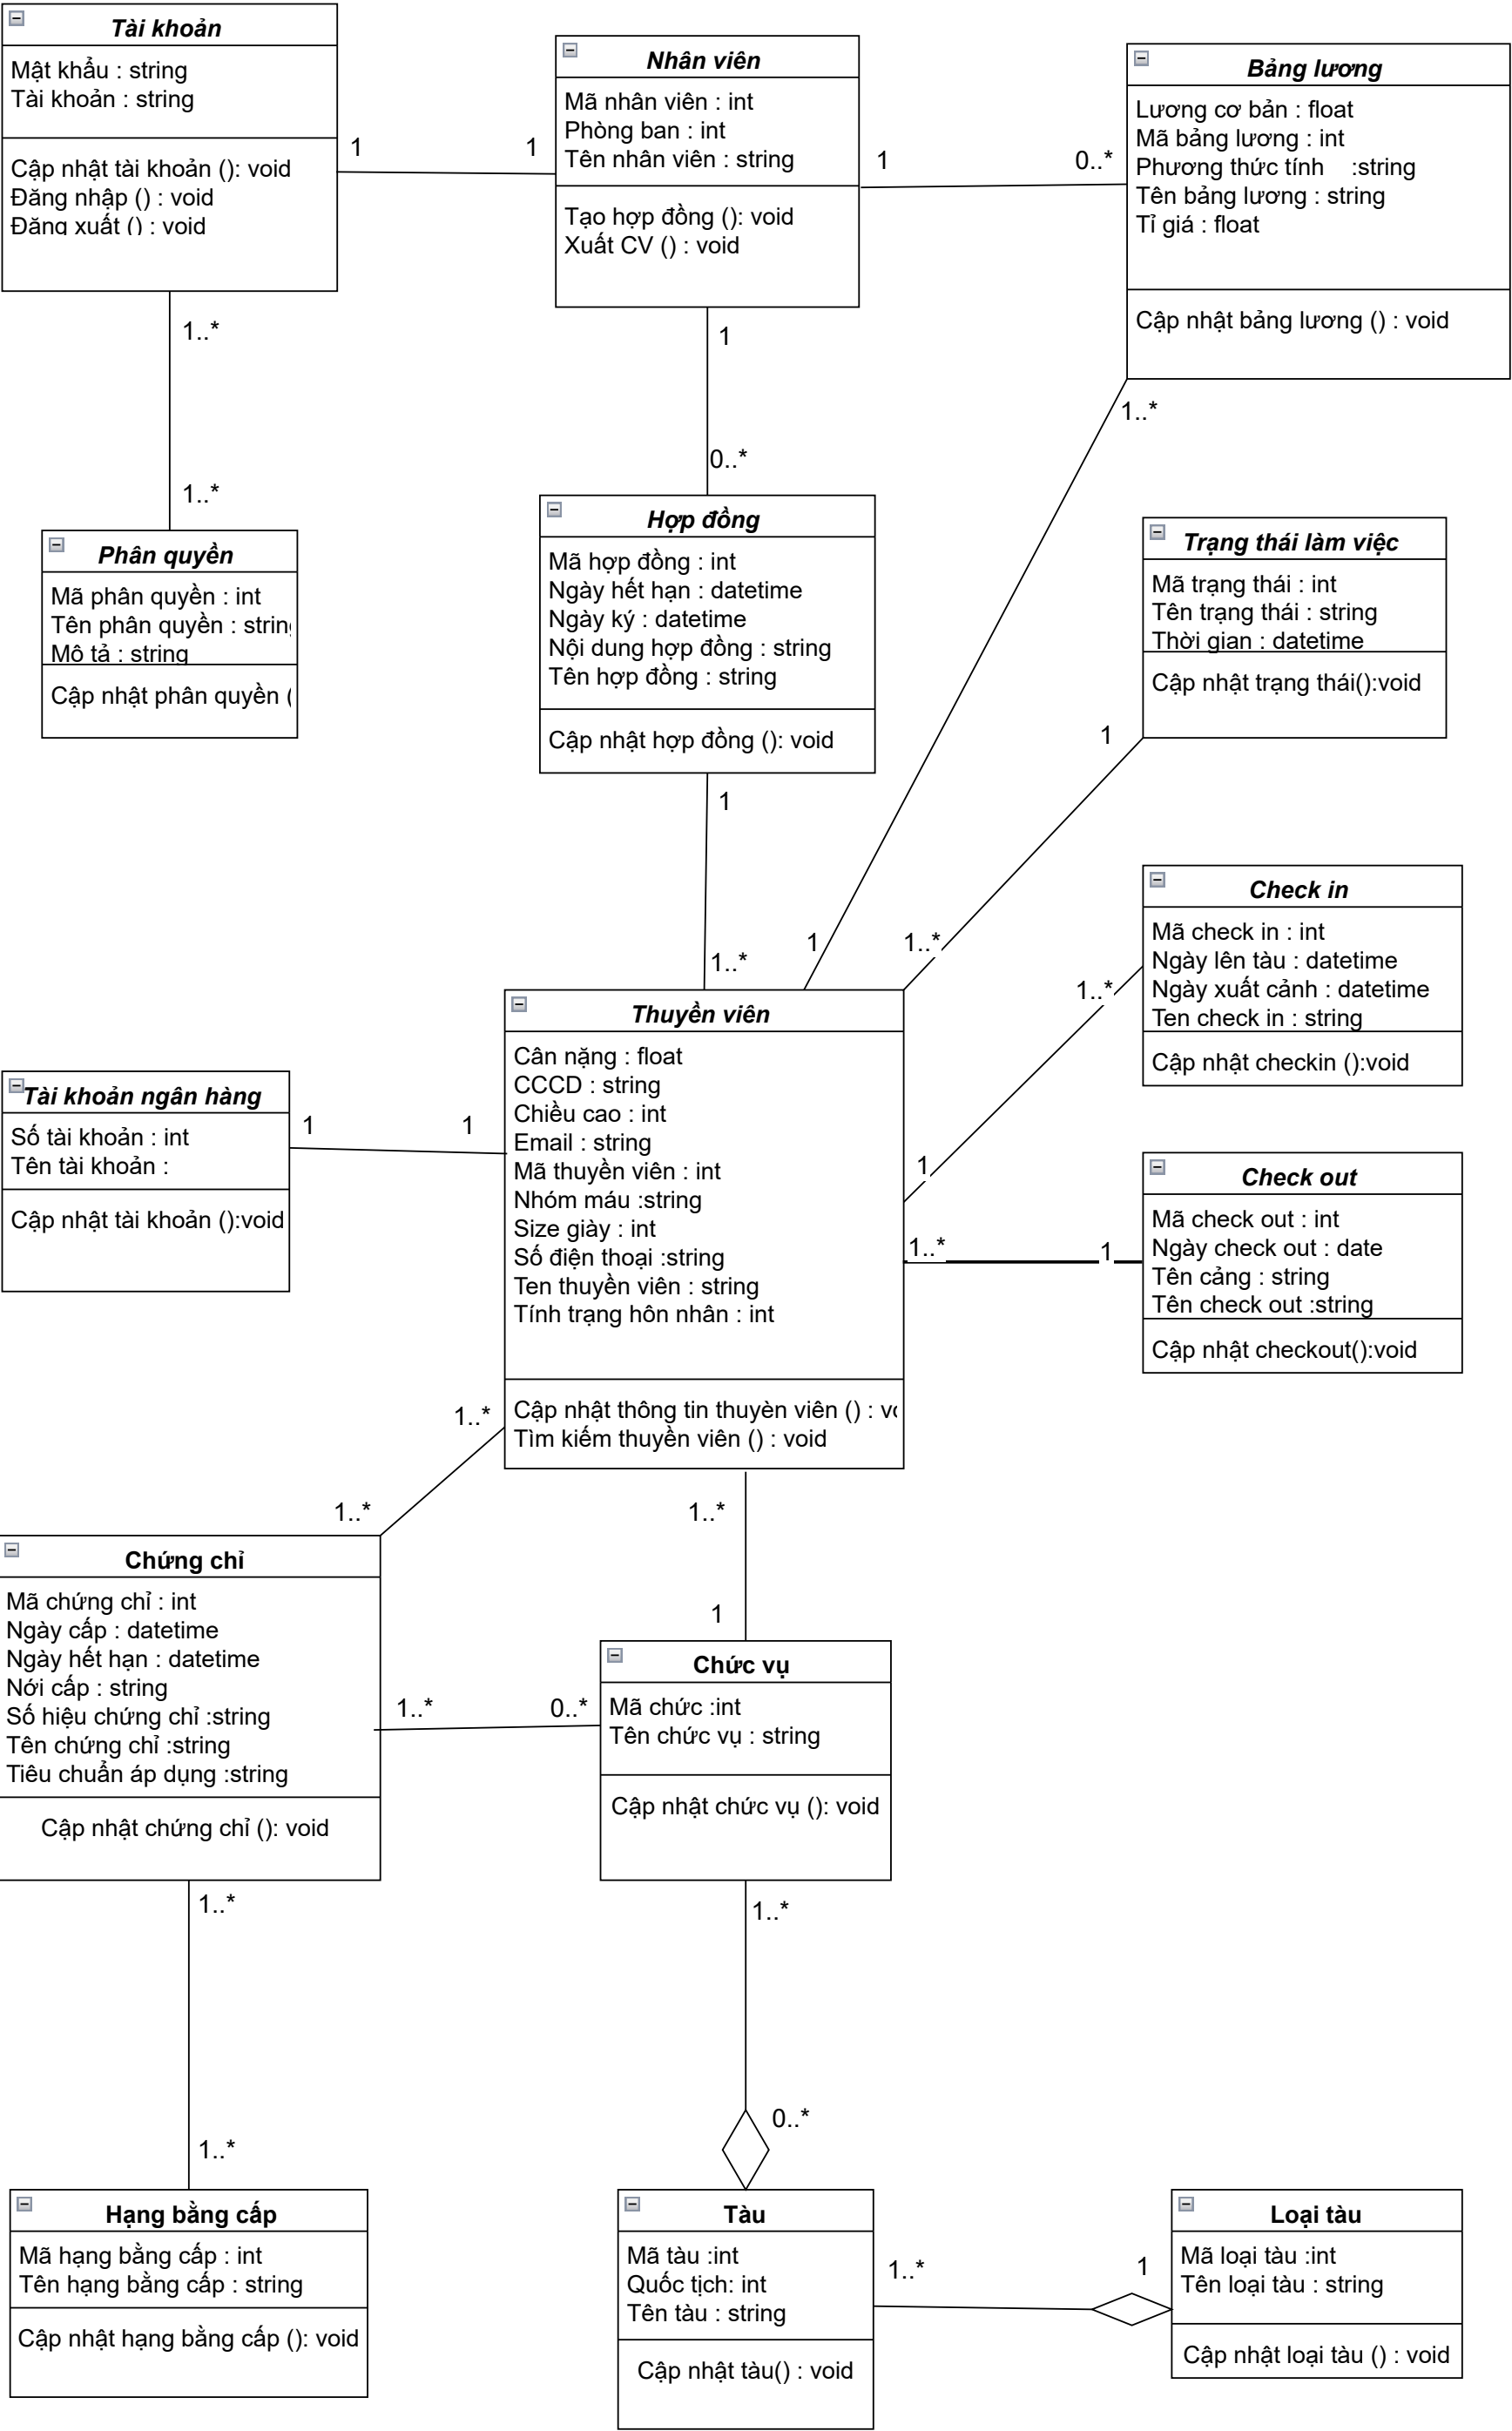 Tài khoản
Mật khẩu : string
Tài khoản : string
Cập nhật tài khoản (): void
Đăng nhập () : void
Đăng xuất () : void
1
1
Nhân viên
Mã nhân viên : int
Phòng ban : int
Tên nhân viên : string
Tạo hợp đồng (): void
Xuất CV () : void
1
0..*
Bảng lương
Lương cơ bản : float
Mã bảng lương : int
Phương thức tính :string
Tên bảng lương : string
Tỉ giá : float
Cập nhật bảng lương () : void
1..*
1..*
1
0..*
1..*
Phân quyền
Mã phân quyền : int
Tên phân quyền : string
Mô tả : string
Cập nhật phân quyền (
Hợp đồng
Mã hợp đồng : int
Ngày hết hạn : datetime
Ngày ký : datetime
Nội dung hợp đồng : string
Tên hợp đồng : string
Cập nhật hợp đồng (): void
Trạng thái làm việc
Mã trạng thái : int
Tên trạng thái : string
Thời gian : datetime
Cập nhật trạng thái():void
1
1
1..*
1
1..*
Check in
Mã check in : int
Ngày lên tàu : datetime
Ngày xuất cảnh : datetime
Ten check in : string
Cập nhật checkin ():void
1..*
1
Tài khoản ngân hàng
Số tài khoản : int
Tên tài khoản :
Cập nhật tài khoản ():void
1
1
Thuyền viên
Cân nặng : float
CCCD : string
Chiều cao : int
Email : string
Mã thuyền viên : int
Nhóm máu :string
Size giày : int
Số điện thoại :string
Ten thuyền viên : string
Tính trạng hôn nhân : int
Cập nhật thông tin thuyèn viên () : vo
Tìm kiếm thuyền viên () : void
1..*
1
Check out
Mã check out : int
Ngày check out : date
Tên cảng : string
Tên check out :string
Cập nhật checkout():void
1..*
1..*
1..*
1
Chứng chỉ
Mã chứng chỉ : int
Ngày cấp : datetime
Ngày hết hạn : datetime
Nới cấp : string
Số hiệu chứng chỉ :string
Tên chứng chỉ :string
Tiêu chuẩn áp dụng :string
Cập nhật chứng chỉ (): void
1..*
0..*
Chức vụ
Mã chức :int
Tên chức vụ : string
Cập nhật chức vụ (): void
1..*
1..*
1..*
0..*
Hạng bằng cấp
Mã hạng bằng cấp : int
Tên hạng bằng cấp : string
Cập nhật hạng bằng cấp (): void
Tàu
Mã tàu :int
Quốc tịch: int
Tên tàu : string
Cập nhật tàu() : void
1..*
1
Loại tàu
Mã loại tàu :int
Tên loại tàu : string
Cập nhật loại tàu () : void